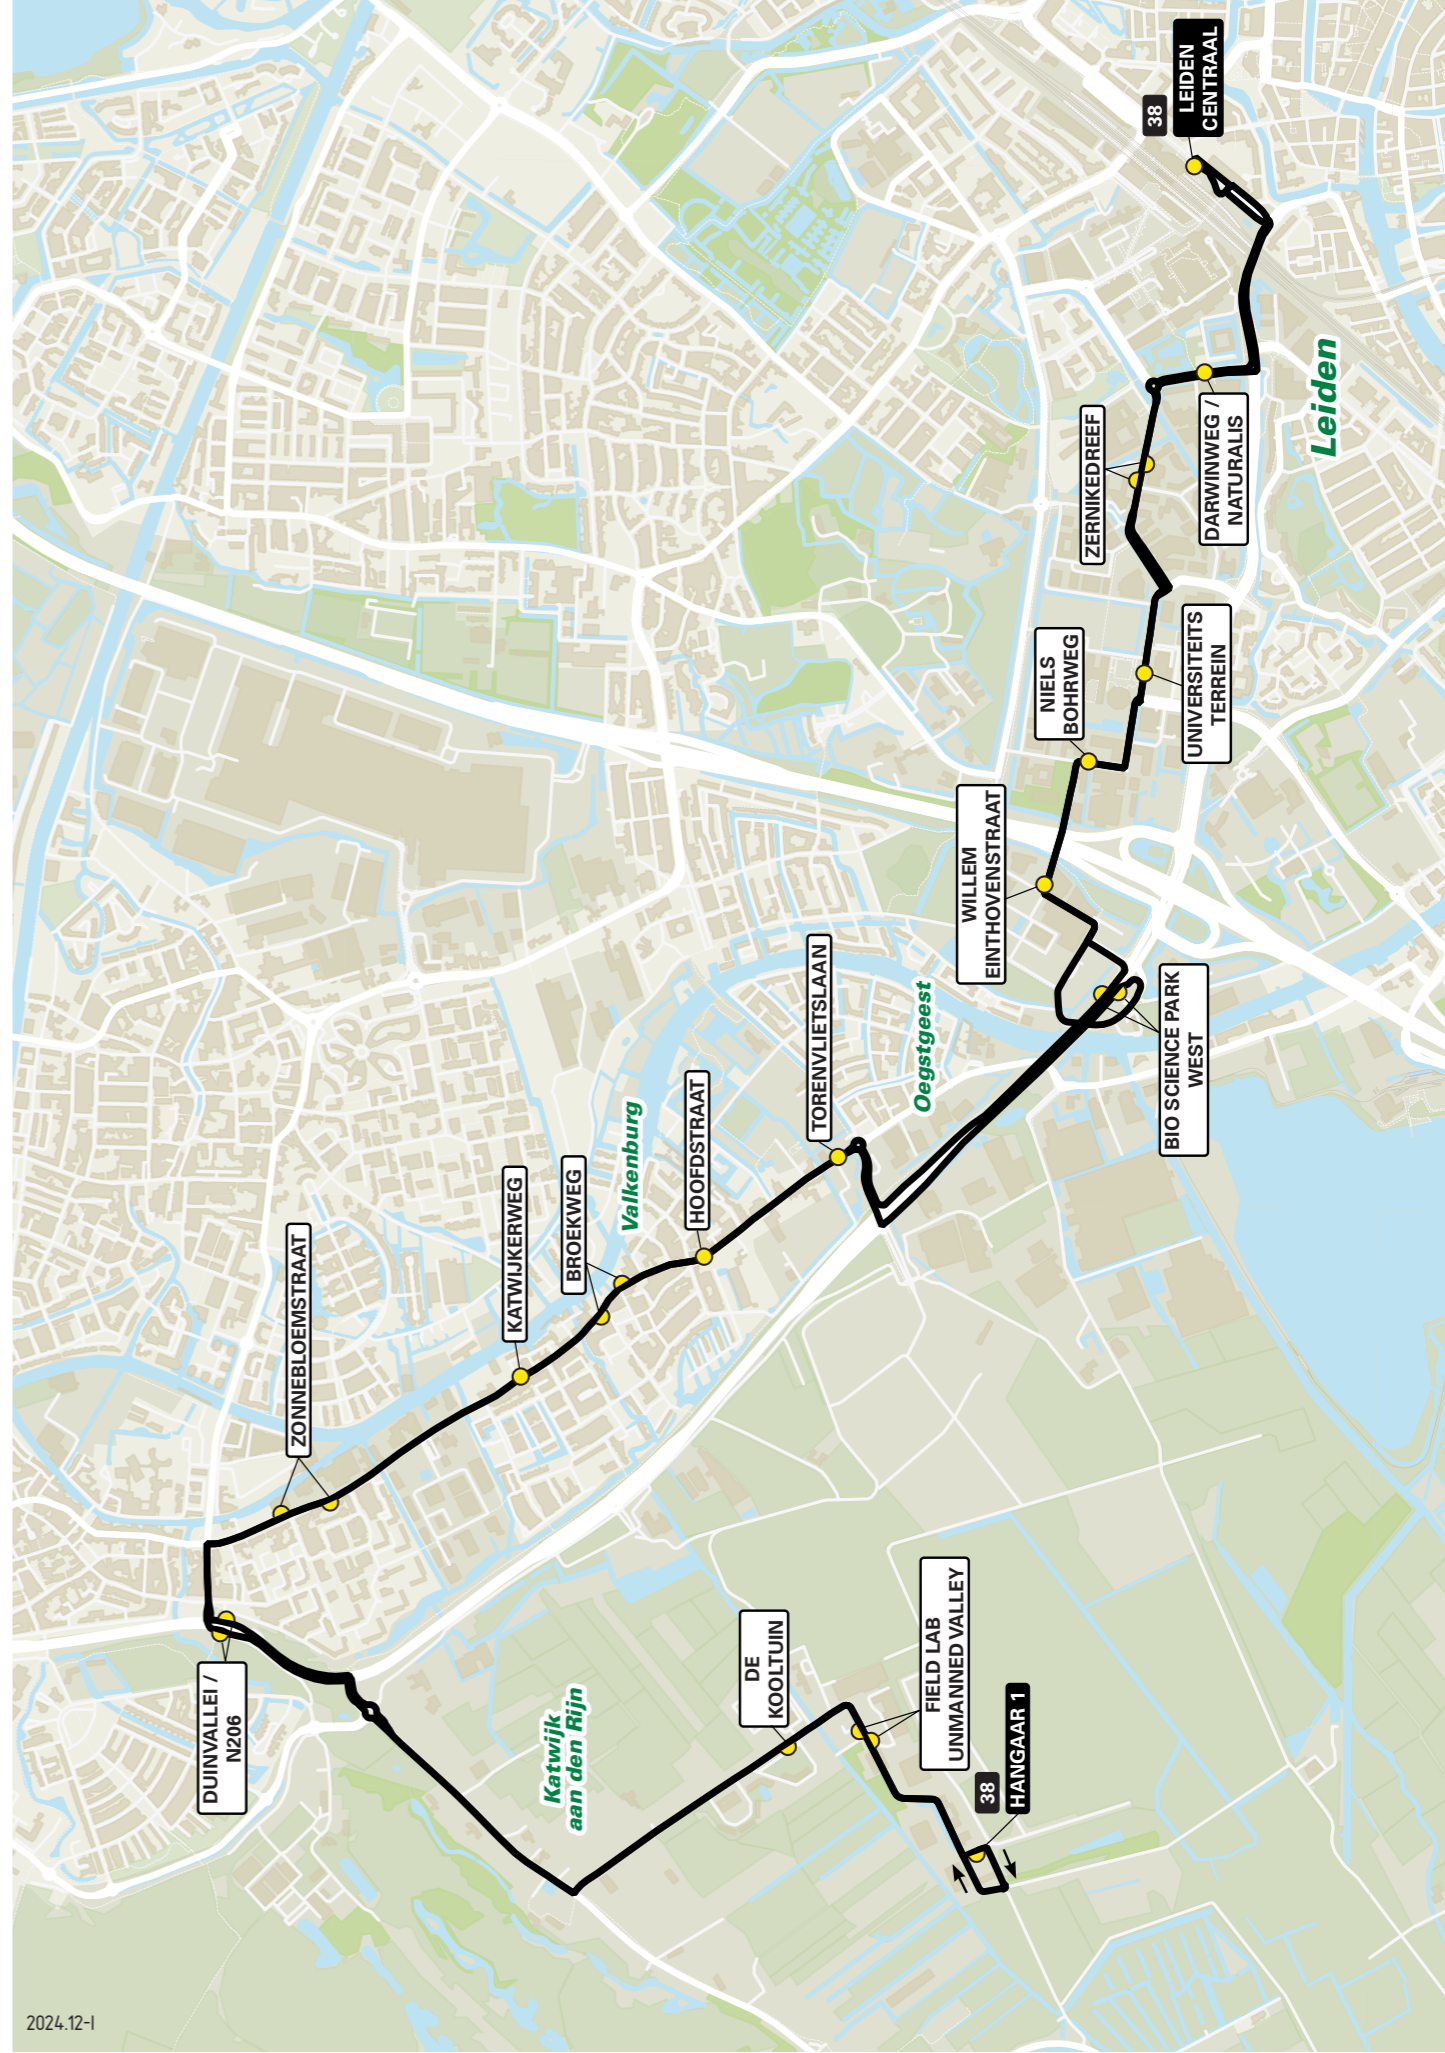 38
LEIDEN
CENTRAAL
DARWINWEG /
NATURALIS
Leiden
ZERNIKEDREEF
UNIVERSITEITS
TERREIN
NIELS
BOHRWEG
WILLEM
EINTHOVENSTRAAT
BIO SCIENCE PARK
WEST
Oegstgeest
TORENVLIETSLAAN
HOOFDSTRAAT
Valkenburg
BROEKWEG
KATWIJKERWEG
ZONNEBLOEMSTRAAT
DUINVALLEI /
N206
Katwijk
aan den Rijn
DE
KOOLTUIN
FIELD LAB
UNMANNED VALLEY
38
HANGAAR 1
2024.12-I